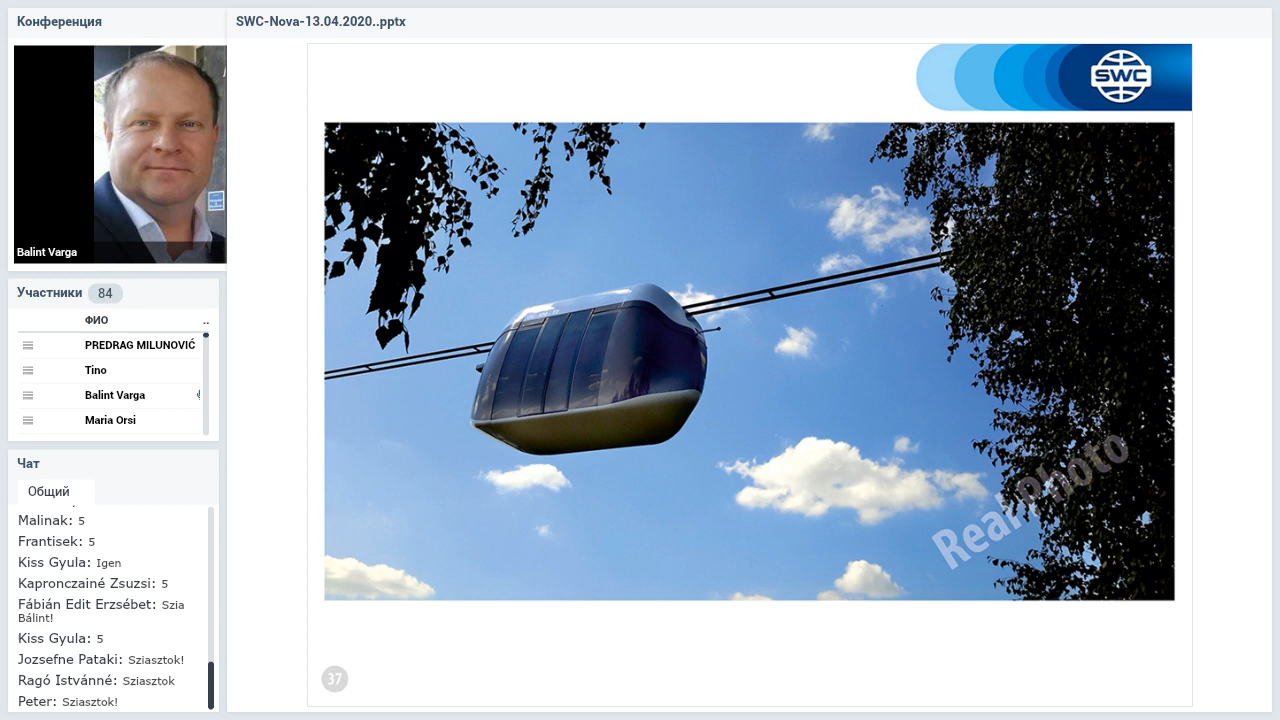 Конференция
SWC-Nova-13.04.2020..pptx
SWC
Balint Varga
Участники 84
ФИО ..
PREDRAG MILUNOVIĆ
Tino
Balint Varga
Maria Orsi
Чат
Общий
Malinak: 5
Frantisek: 5
Kiss Gyula: Igen
Kapronczainé Zsuzsi: 5
Fábián Edit Erzsébet: Szia
Bálint!
Kiss Gyula: 5
Jozsefne Pataki: Sziasztok!
Ragó Istvánné: Sziasztok
Peter: Sziasztok!
Real Photo
37